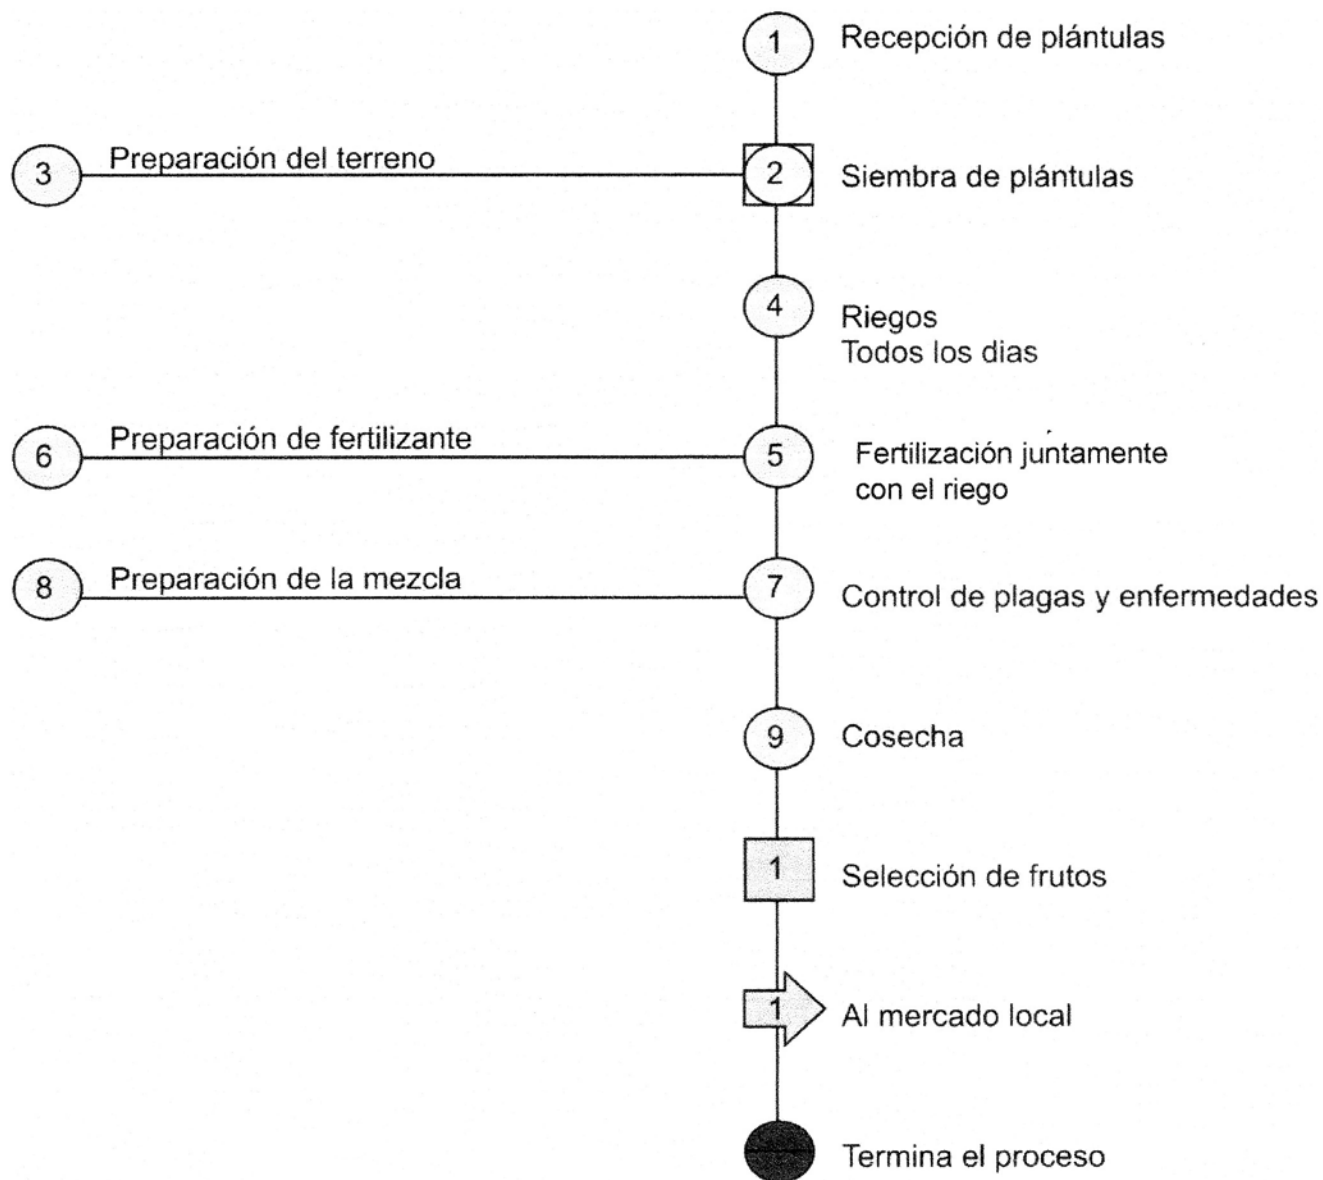 1 Recepción de plántulas
3 Preparación del terreno 2 Siembra de plántulas
4 Riegos
Todos los dias
6 Preparación de fertilizante 5 Fertilización juntamente
con el riego
8 Preparación de la mezcla 7 Control de plagas y enfermedades
9 Cosecha
1 Selección de frutos
1 Al mercado local
Termina el proceso